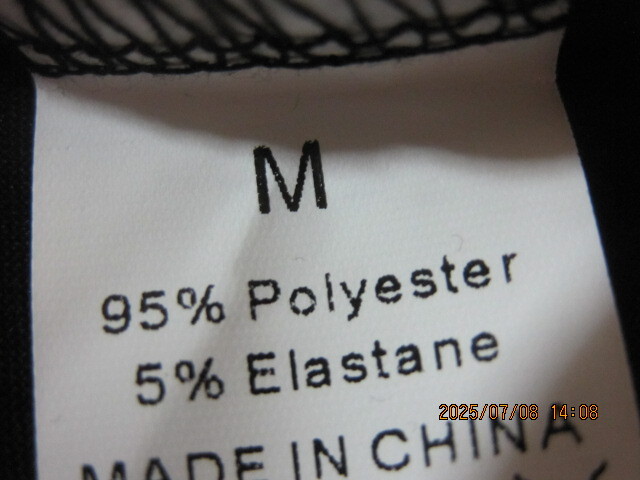 M
95% Polyester
5% Elastane
2025/07/08 14:08
MADE IN CHINA